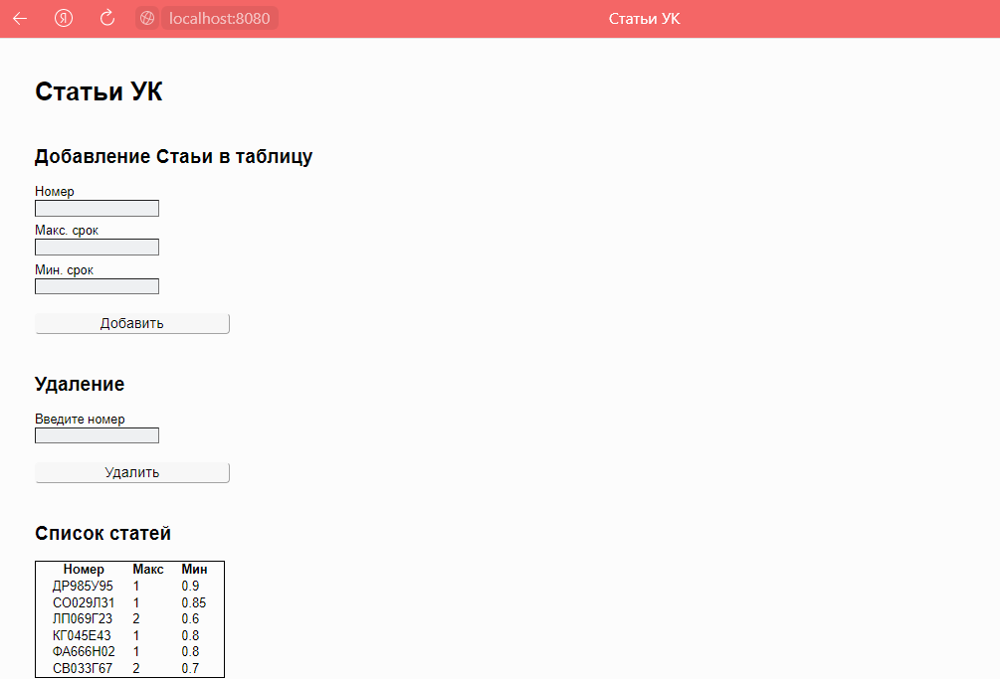 Я localhost:8080 Статьи УК
Статьи УК
Добавление Стаьи в таблицу
Номер
Макс. срок
Мин. срок
Добавить
Удаление
Введите номер
Удалить
Список статей
Номер Макс Мин
ДР985У95 1 0.9
СО029Л31 1 0.85
ЛП069Г23 2 0.6
КГ045Е43 1 0.8
ФА666Н02 1 0.8
СВ033Г67 2 0.7